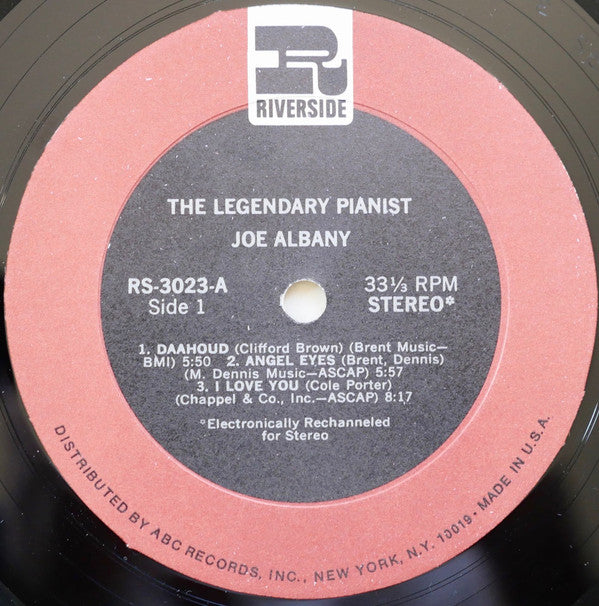 R
RIVERSIDE
THE LEGENDARY PIANIST
JOE ALBANY
RS-3023-A
Side 1
33⅓ RPM
STEREO*
1. DAAHOUD (Clifford Brown) (Brent Music—
BMI) 5:50 2. ANGEL EYES (Brent, Dennis)
(M. Dennis Music—ASCAP) 5:57
3. I LOVE YOU (Cole Porter)
(Chappel & Co., Inc.—ASCAP) 8:17
*Electronically Rechanneled
for Stereo
DISTRIBUTED BY ABC RECORDS, INC., NEW YORK, N.Y. 10019 • MADE IN U.S.A.